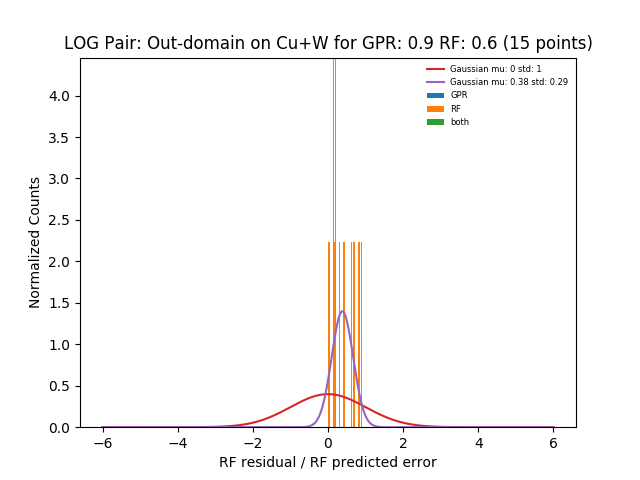 LOG Pair: Out-domain on Cu+W for GPR: 0.9 RF: 0.6 (15 points)
Gaussian mu: 0 std: 1
Gaussian mu: 0.38 std: 0.29
GPR
RF
both
Normalized Counts
4.0
3.5
3.0
2.5
2.0
1.5
1.0
0.5
0.0
−6 −4 −2 0 2 4 6
RF residual / RF predicted error